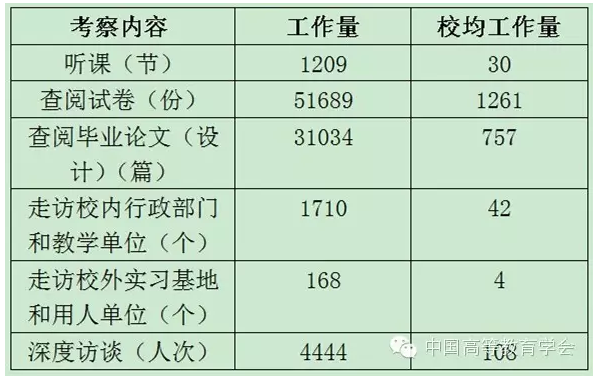 考察内容 工作量 校均工作量
听课（节） 1209 30
查阅试卷（份） 51689 1261
查阅毕业论文（设
计）（篇） 31034 757
走访校内行政部门
和教学单位（个） 1710 42
走访校外实习基地
和用人单位（个） 168 4
深度访谈（人次） 4444 108
中国高等教育学会